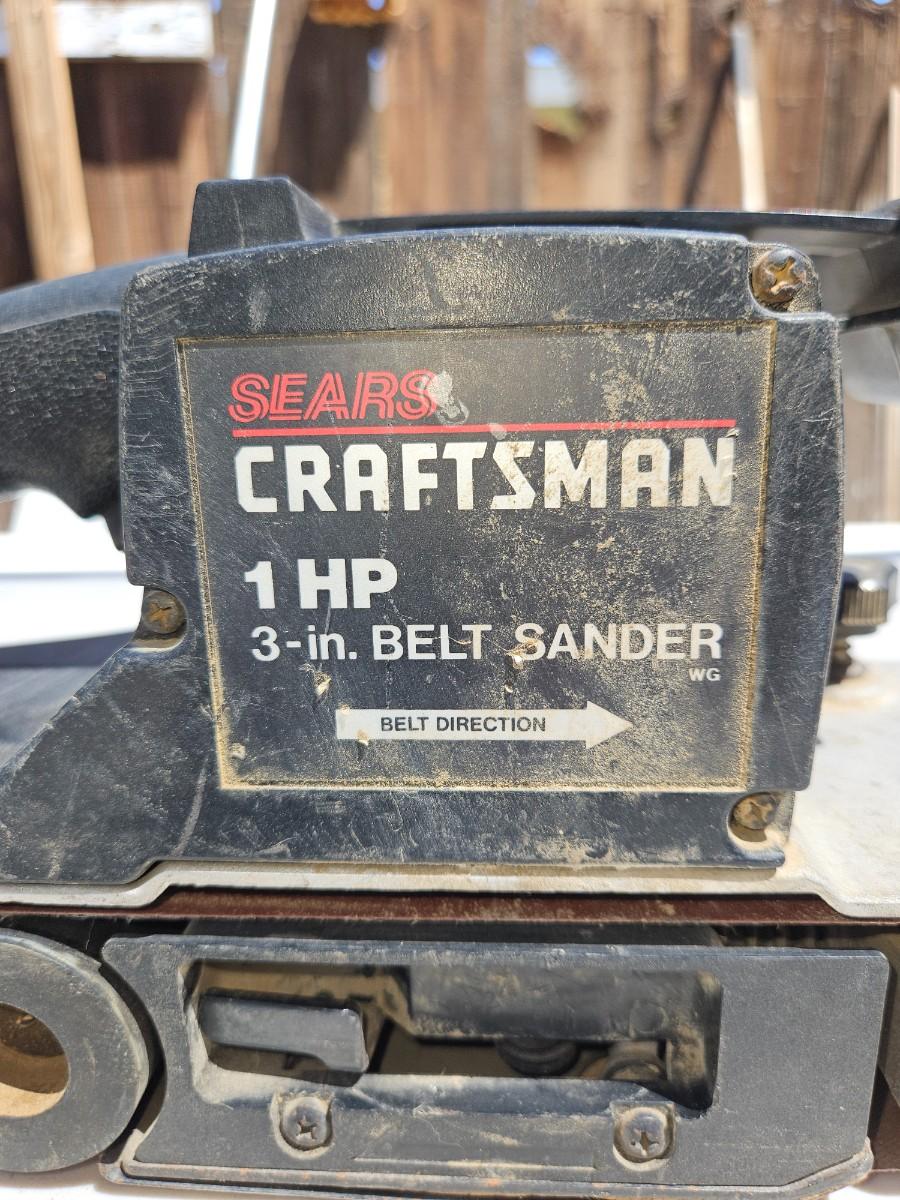 SEARS
CRAFTSMAN
1 HP
3-in. BELT SANDER
WG
BELT DIRECTION